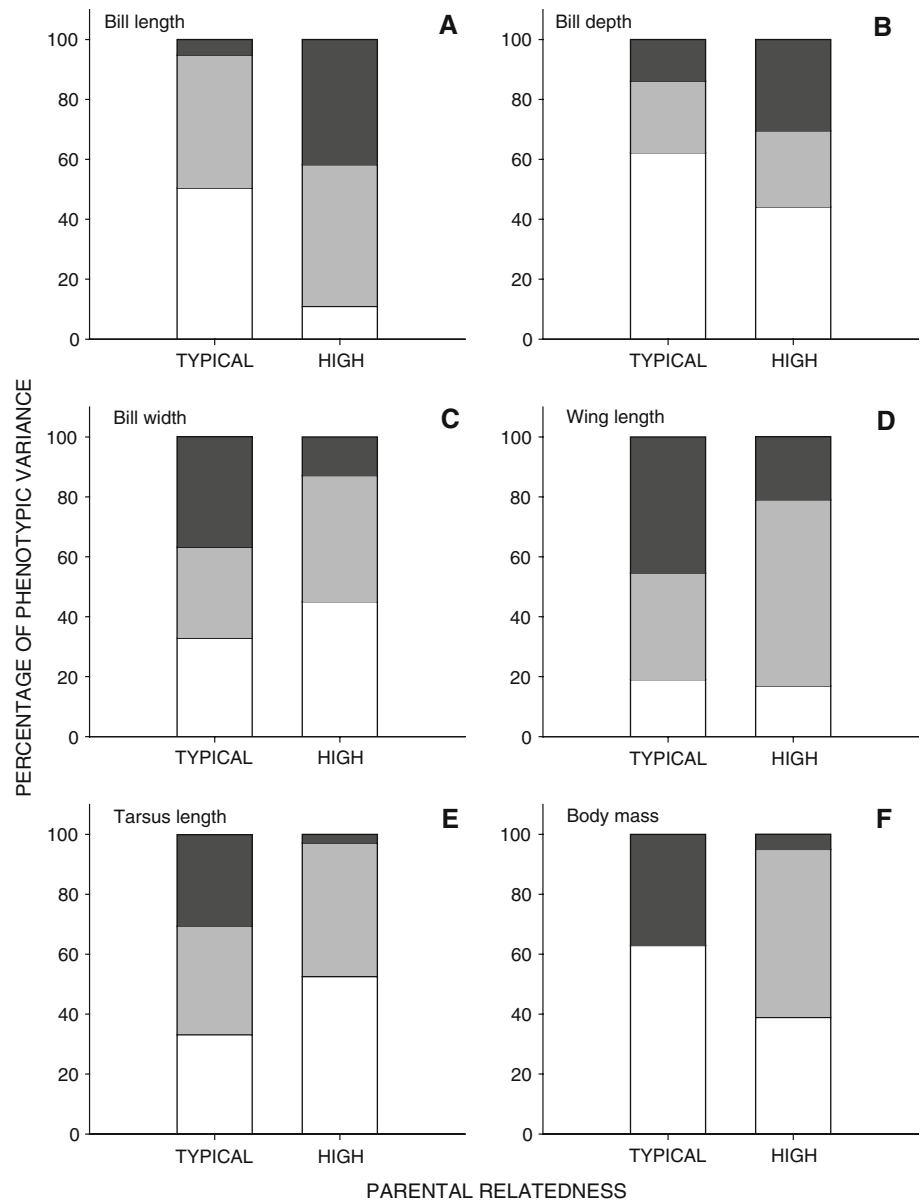 Bill length
A
100
80
60
40
20
0
TYPICAL
HIGH
Bill depth
B
100
80
60
40
20
0
TYPICAL
HIGH
Bill width
C
100
80
60
40
20
0
TYPICAL
HIGH
Wing length
D
100
80
60
40
20
0
TYPICAL
HIGH
Tarsus length
E
100
80
60
40
20
0
TYPICAL
HIGH
Body mass
F
100
80
60
40
20
0
TYPICAL
HIGH
PERCENTAGE OF PHENOTYPIC VARIANCE
PARENTAL RELATEDNESS